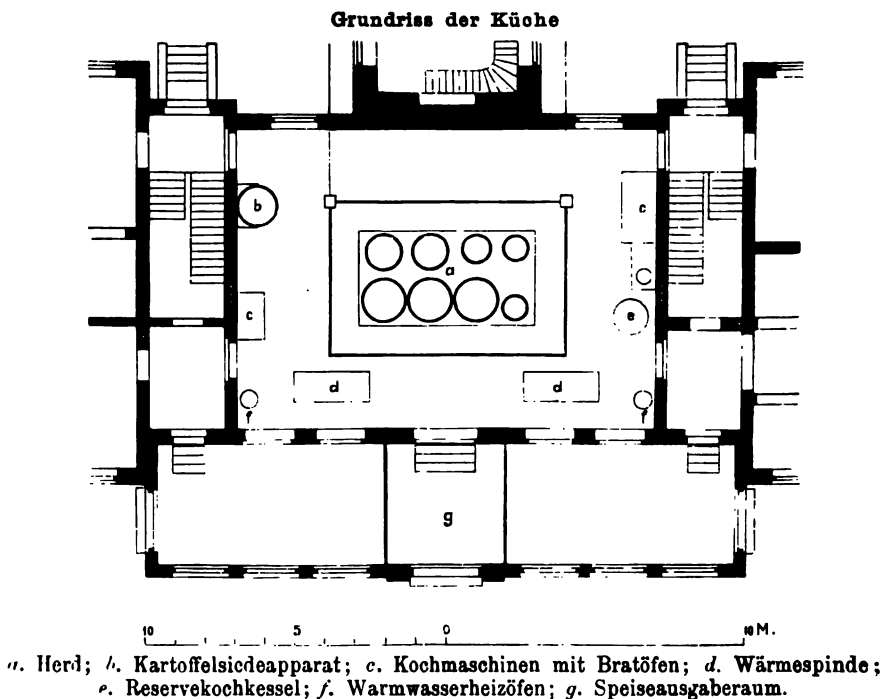 Grundriss der Küche
b
c
a
c
e
d
d
f
f
g
10 5 0 10 M.
a. Herd; b. Kartoffelsiedeapparat; c. Kochmaschinen mit Bratöfen; d. Wärmespinde;
e. Reservekochkessel; f. Warmwasserheizöfen; g. Speiseausgaberaum.